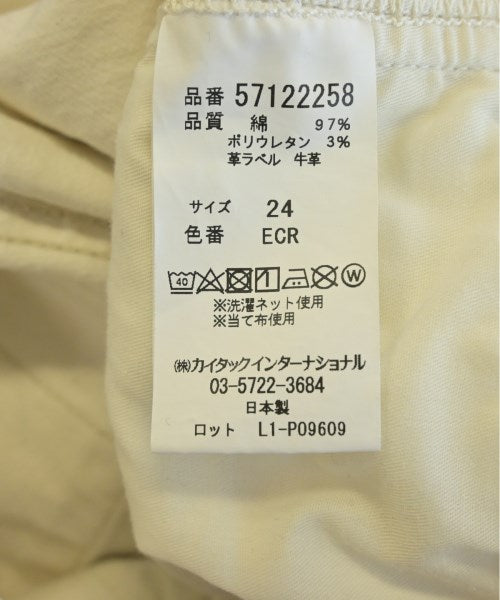 品番 57122258
品質 綿 97%
ポリウレタン 3%
革ラベル 牛革
サイズ 24
色番 ECR
40 W
※洗濯ネット使用
※当て布使用
㈱カイタックインターナショナル
03-5722-3684
日本製
ロット L1-P09609